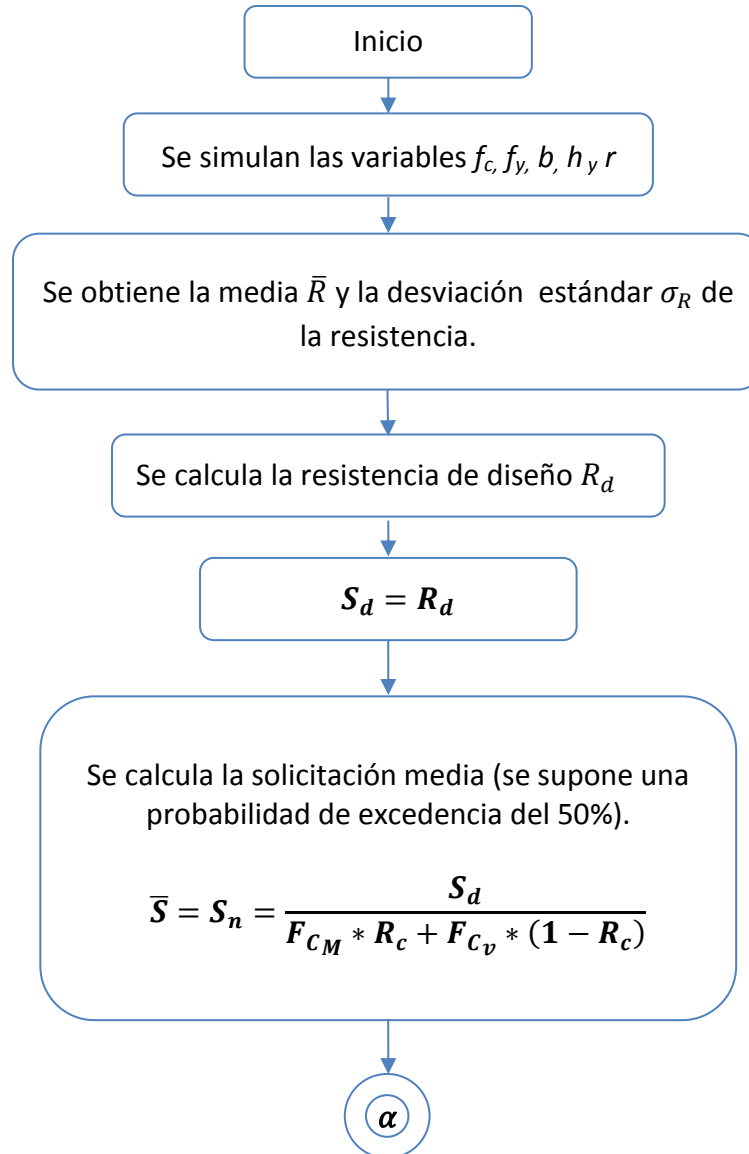 Inicio
Se simulan las variables f_c, f_y, b, h y r
Se obtiene la media R̄ y la desviación estándar σ_R de
la resistencia.
Se calcula la resistencia de diseño R_d
S_d = R_d
Se calcula la solicitación media (se supone una
probabilidad de excedencia del 50%).
S̄ = S_n = S_d / (F_{C_M} * R_c + F_{C_v} * (1 − R_c))
α